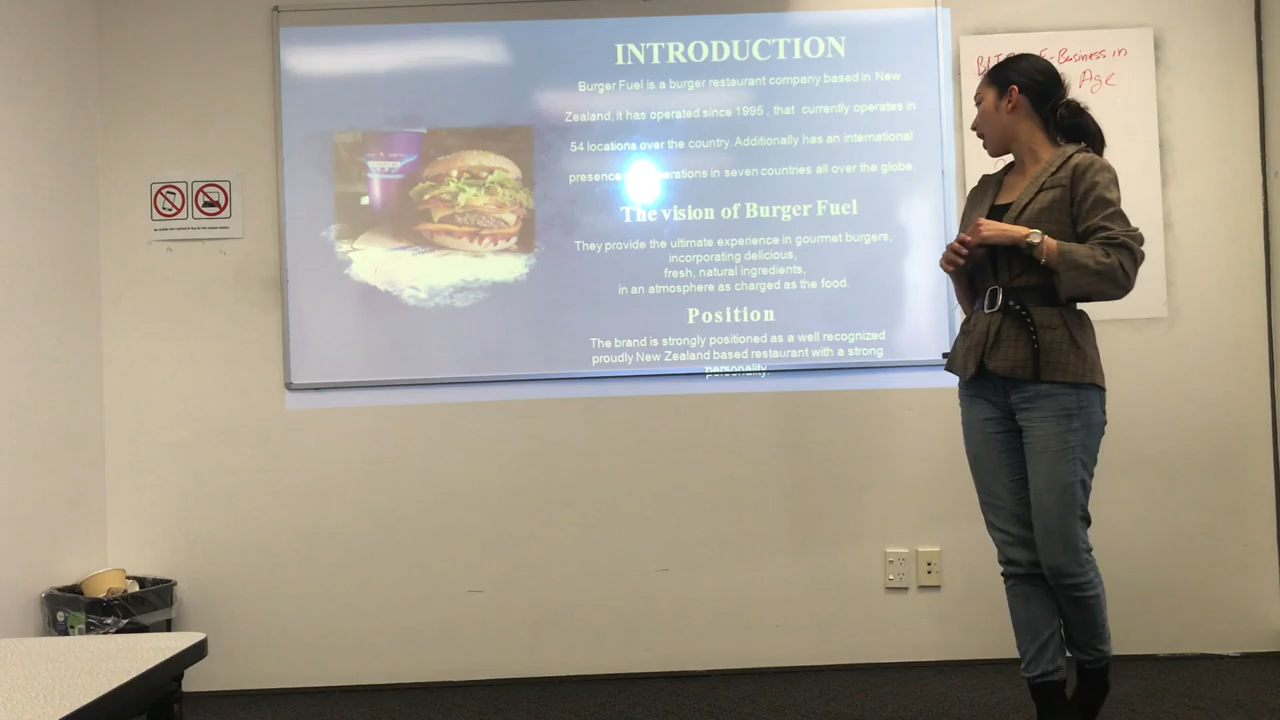 INTRODUCTION
Burger Fuel is a burger restaurant company based in New
Zealand, it has operated since 1995 , that currently operates in
54 locations over the country. Additionally has an international
presence erations in seven countries all over the globe.
The vision of Burger Fuel
They provide the ultimate experience in gourmet burgers,
incorporating delicious,
fresh, natural ingredients,
in an atmosphere as charged as the food.
Position
The brand is strongly positioned as a well recognized
proudly New Zealand based restaurant with a strong
personality.
E-Business in
Age